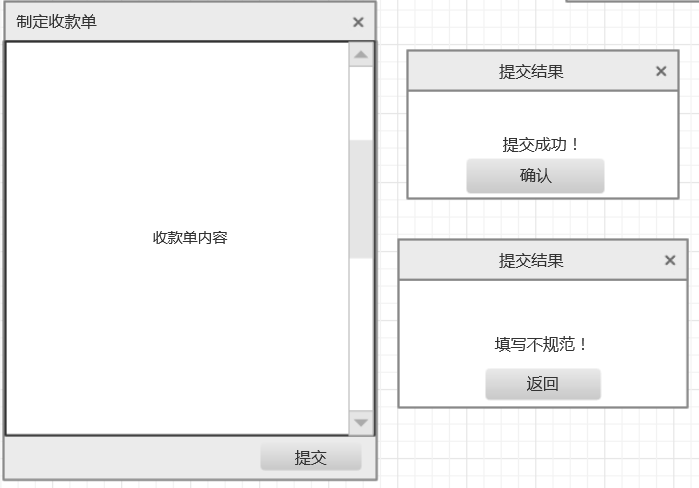 制定收款单
收款单内容
提交
提交结果
提交成功！
确认
提交结果
填写不规范！
返回